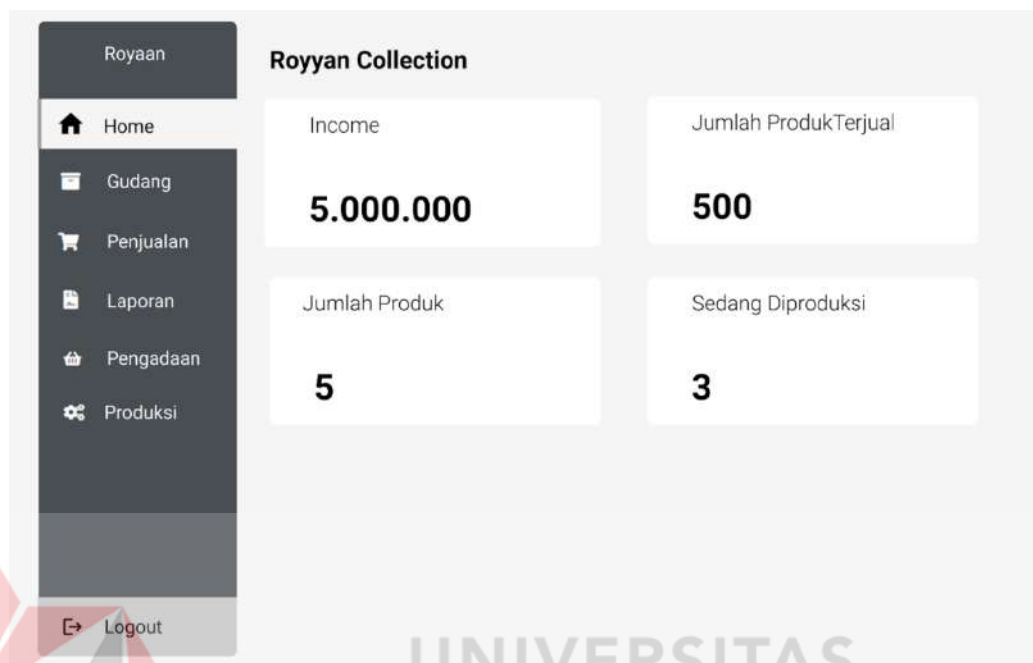 Royaan
Home
Gudang
Penjualan
Laporan
Pengadaan
Produksi
Logout
Royyan Collection
Income
5.000.000
Jumlah ProdukTerjual
500
Jumlah Produk
5
Sedang Diproduksi
3
UNIVERSITAS